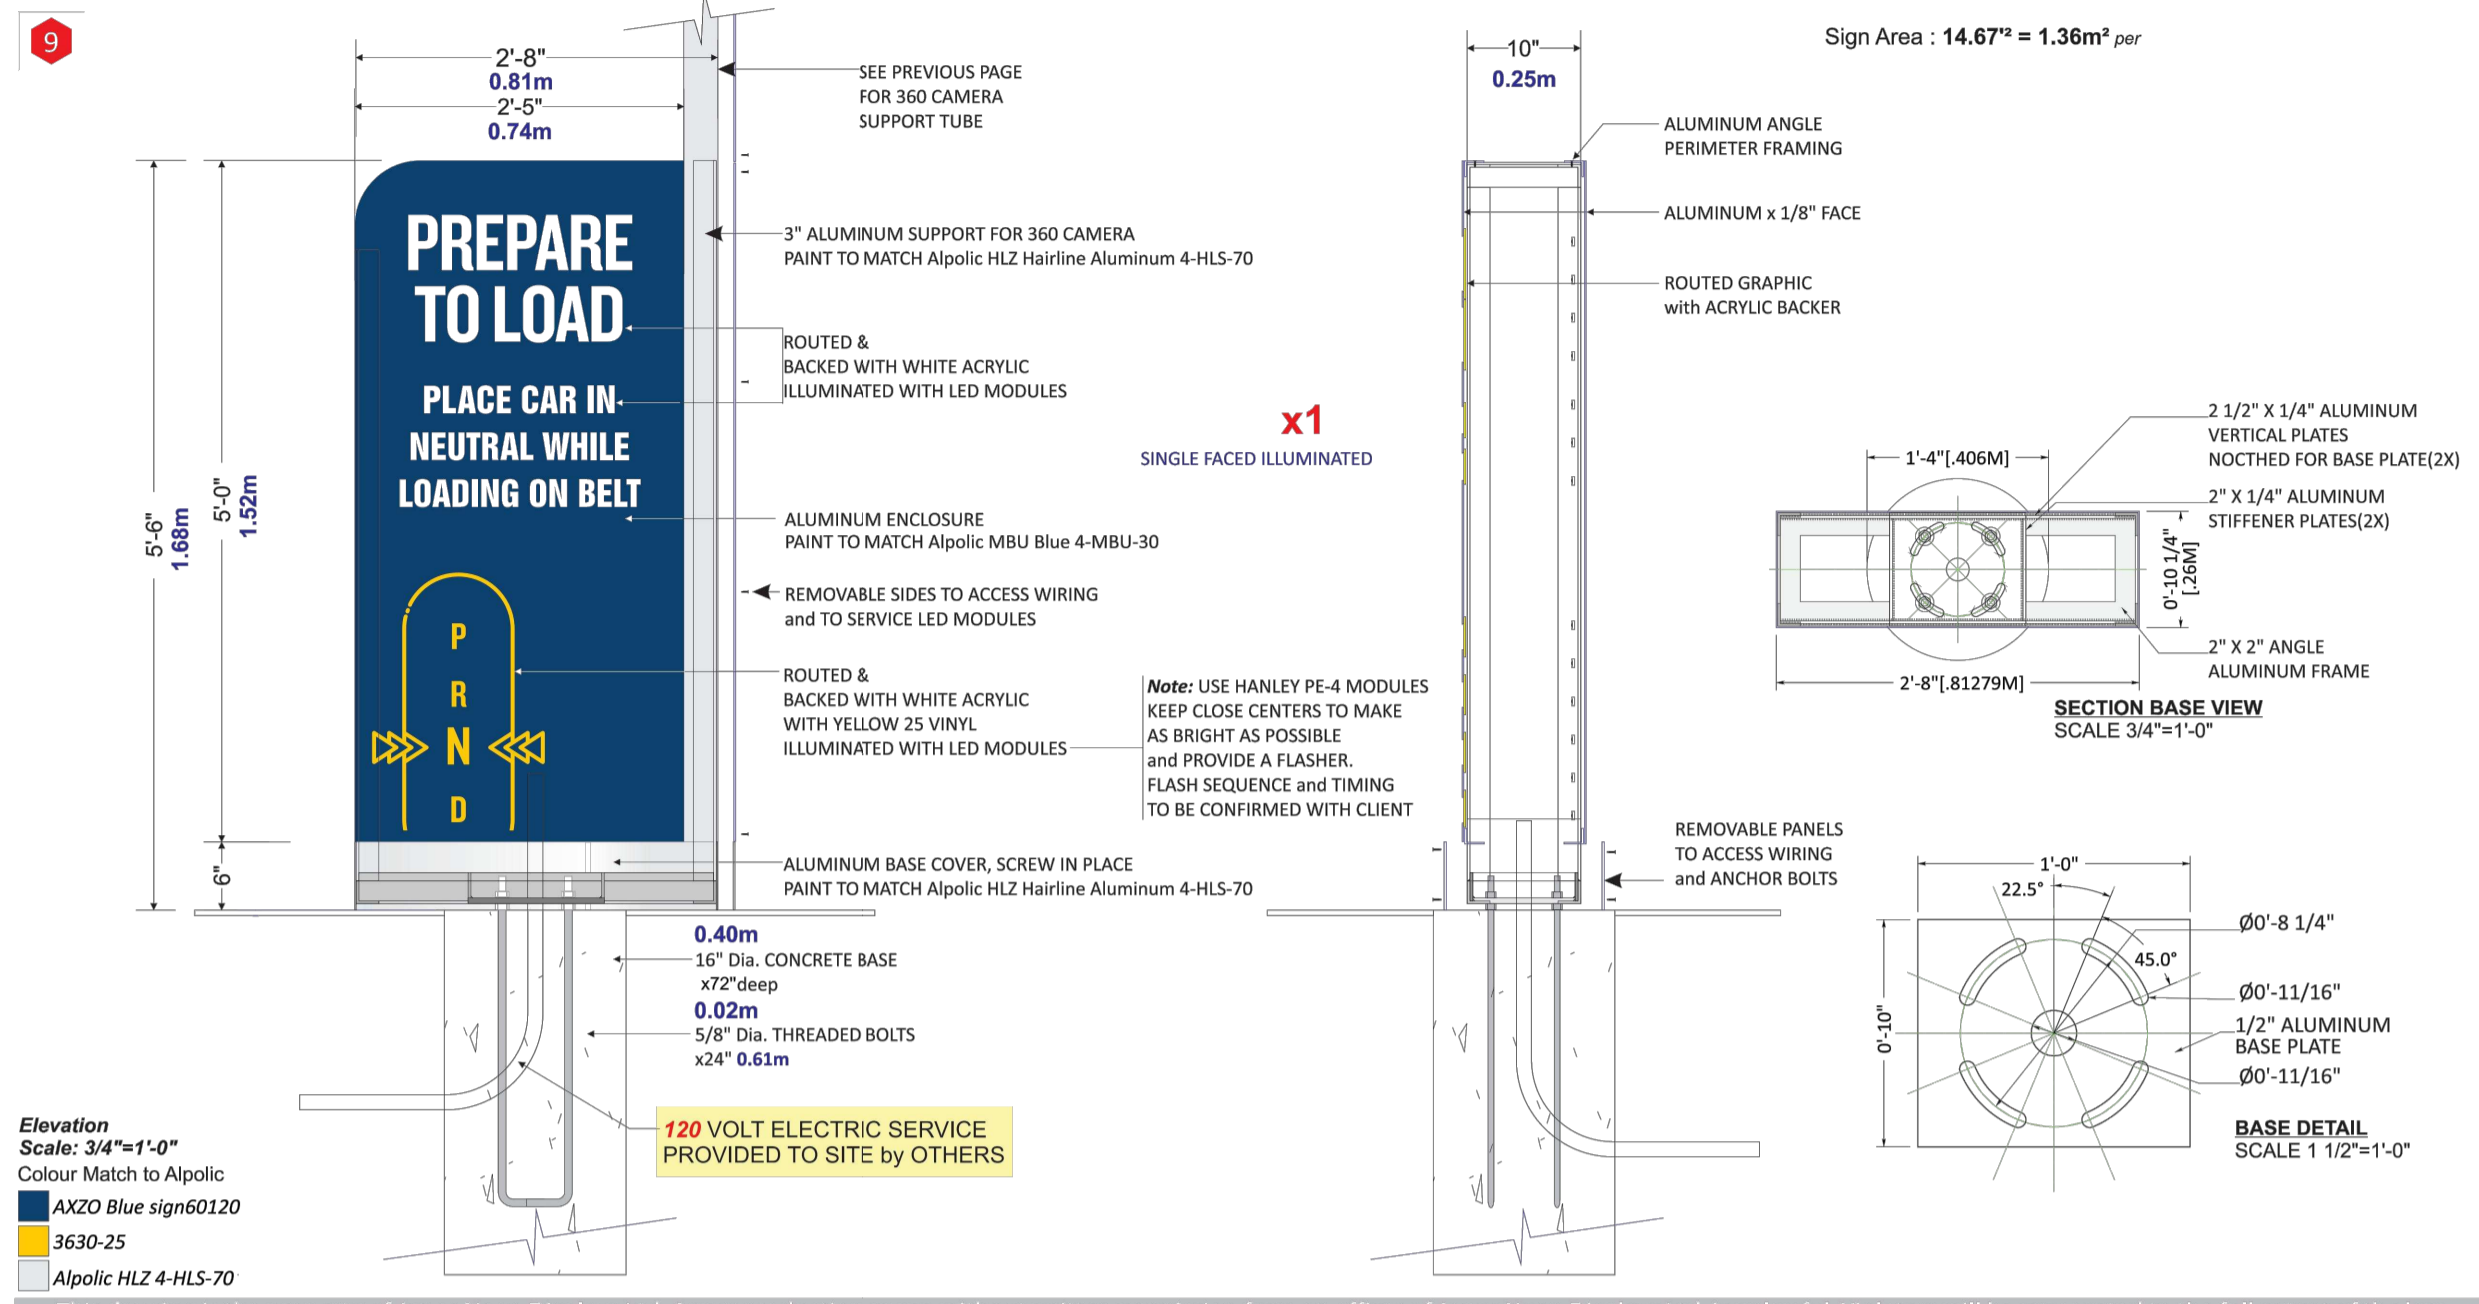 9
2'-8"
0.81m
2'-5"
0.74m
SEE PREVIOUS PAGE
FOR 360 CAMERA
SUPPORT TUBE
5'-6"
1.68m
5'-0"
1.52m
6"
PREPARE
TO LOAD
PLACE CAR IN
NEUTRAL WHILE
LOADING ON BELT
P
R
N
D
3" ALUMINUM SUPPORT FOR 360 CAMERA
PAINT TO MATCH Alpolic HLZ Hairline Aluminum 4-HLS-70
ROUTED &
BACKED WITH WHITE ACRYLIC
ILLUMINATED WITH LED MODULES
ALUMINUM ENCLOSURE
PAINT TO MATCH Alpolic MBU Blue 4-MBU-30
REMOVABLE SIDES TO ACCESS WIRING
and TO SERVICE LED MODULES
ROUTED &
BACKED WITH WHITE ACRYLIC
WITH YELLOW 25 VINYL
ILLUMINATED WITH LED MODULES
Note: USE HANLEY PE-4 MODULES
KEEP CLOSE CENTERS TO MAKE
AS BRIGHT AS POSSIBLE
and PROVIDE A FLASHER.
FLASH SEQUENCE and TIMING
TO BE CONFIRMED WITH CLIENT
ALUMINUM BASE COVER, SCREW IN PLACE
PAINT TO MATCH Alpolic HLZ Hairline Aluminum 4-HLS-70
0.40m
16" Dia. CONCRETE BASE
x72"deep
0.02m
5/8" Dia. THREADED BOLTS
x24" 0.61m
120 VOLT ELECTRIC SERVICE
PROVIDED TO SITE by OTHERS
Elevation
Scale: 3/4"=1'-0"
Colour Match to Alpolic
AXZO Blue sign60120
3630-25
Alpolic HLZ 4-HLS-70
x1
SINGLE FACED ILLUMINATED
10"
0.25m
ALUMINUM ANGLE
PERIMETER FRAMING
ALUMINUM x 1/8" FACE
ROUTED GRAPHIC
with ACRYLIC BACKER
REMOVABLE PANELS
TO ACCESS WIRING
and ANCHOR BOLTS
Sign Area : 14.67'² = 1.36m² per
1'-4"[.406M]
2 1/2" X 1/4" ALUMINUM
VERTICAL PLATES
NOCTHED FOR BASE PLATE(2X)
2" X 1/4" ALUMINUM
STIFFENER PLATES(2X)
0'-10 1/4"
[.26M]
2" X 2" ANGLE
ALUMINUM FRAME
2'-8"[.81279M]
SECTION BASE VIEW
SCALE 3/4"=1'-0"
1'-0"
22.5°
45.0°
0'-10"
Ø0'-8 1/4"
Ø0'-11/16"
1/2" ALUMINUM
BASE PLATE
Ø0'-11/16"
BASE DETAIL
SCALE 1 1/2"=1'-0"